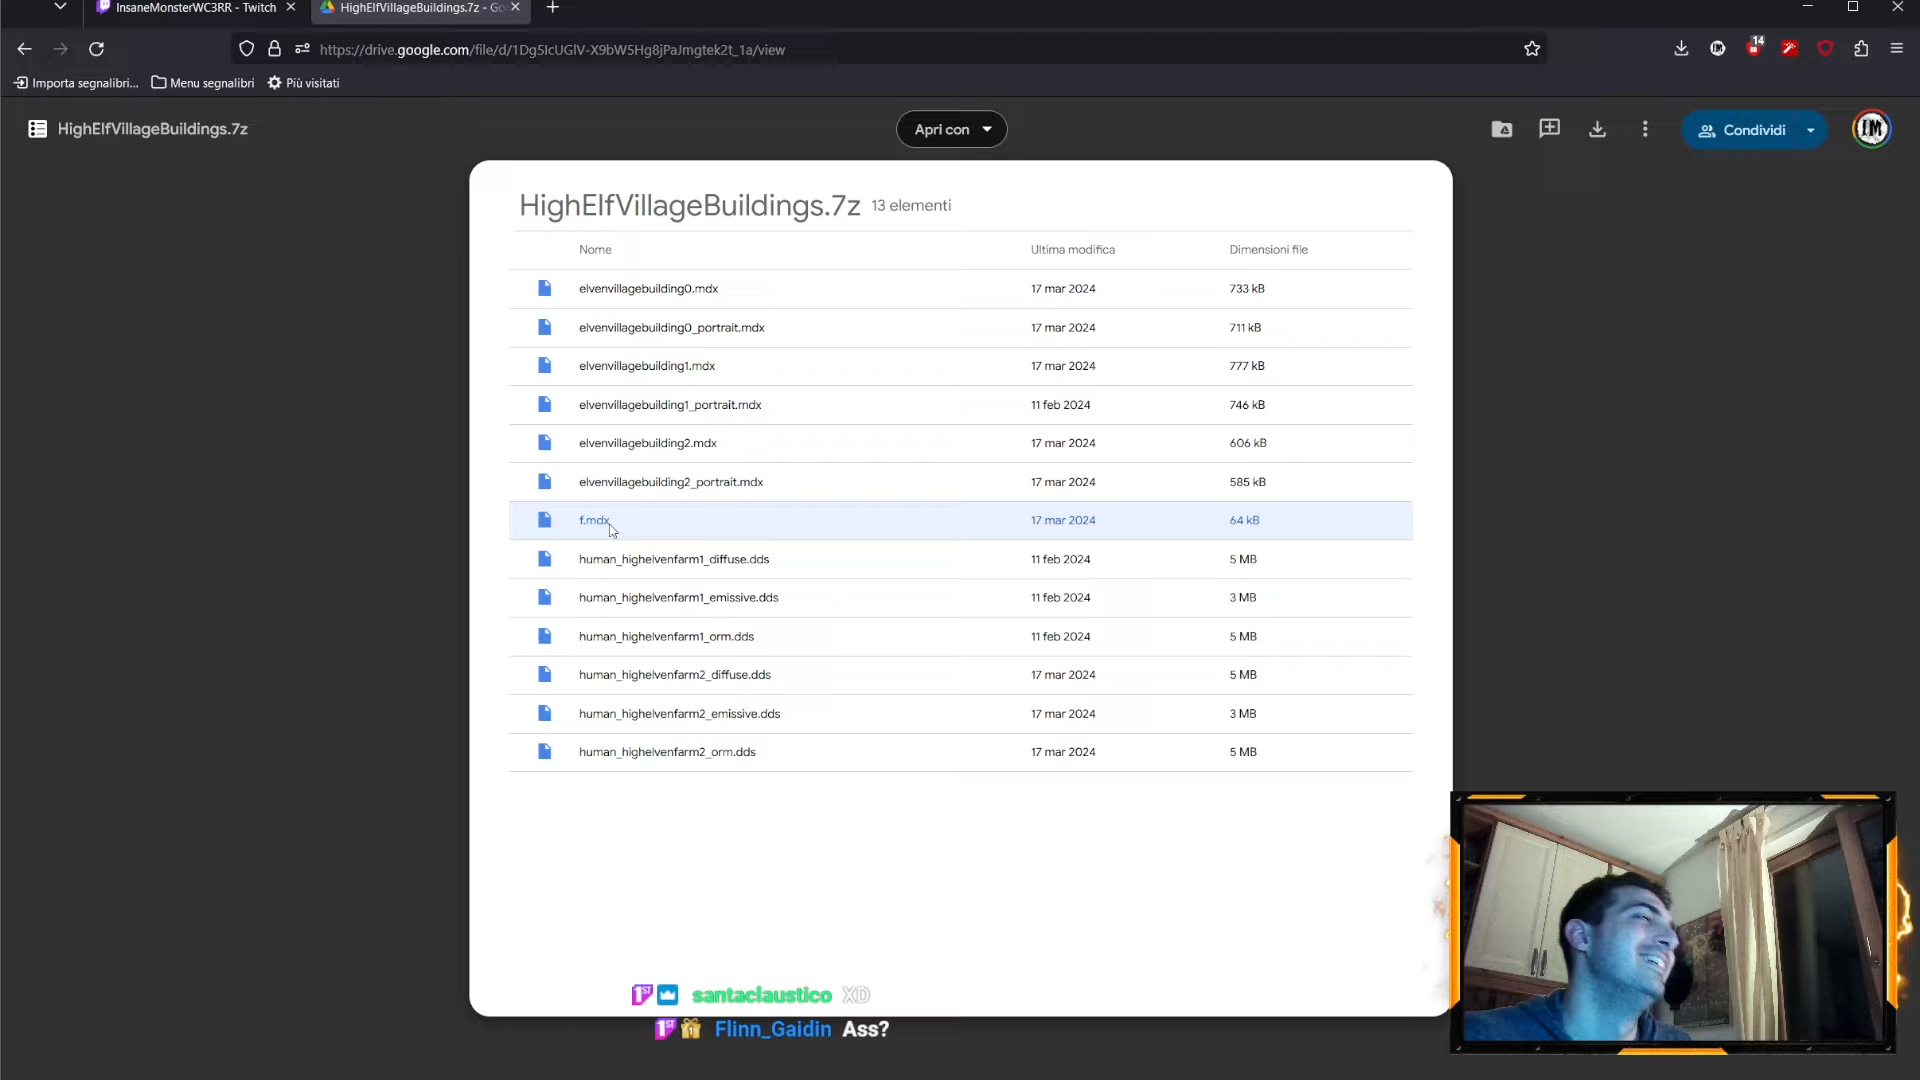 InsaneMonsterWC3RR - Twitch
HighElfVillageBuildings.7z - Go
https://drive.google.com/file/d/1Dg5IcUGlV-X9bW5Hg8jPaJmgtek2t_1a/view
14
Importa segnalibri... Menu segnalibri Più visitati
HighElfVillageBuildings.7z
Apri con
Condividi
IM
HighElfVillageBuildings.7z 13 elementi
Nome Ultima modifica Dimensioni file
elvenvillagebuilding0.mdx 17 mar 2024 733 kB
elvenvillagebuilding0_portrait.mdx 17 mar 2024 711 kB
elvenvillagebuilding1.mdx 17 mar 2024 777 kB
elvenvillagebuilding1_portrait.mdx 11 feb 2024 746 kB
elvenvillagebuilding2.mdx 17 mar 2024 606 kB
elvenvillagebuilding2_portrait.mdx 17 mar 2024 585 kB
f.mdx 17 mar 2024 64 kB
human_highelvenfarm1_diffuse.dds 11 feb 2024 5 MB
human_highelvenfarm1_emissive.dds 11 feb 2024 3 MB
human_highelvenfarm1_orm.dds 11 feb 2024 5 MB
human_highelvenfarm2_diffuse.dds 17 mar 2024 5 MB
human_highelvenfarm2_emissive.dds 17 mar 2024 3 MB
human_highelvenfarm2_orm.dds 17 mar 2024 5 MB
1ST santaclaustico XD
1ST 1 Flinn_Gaidin Ass?